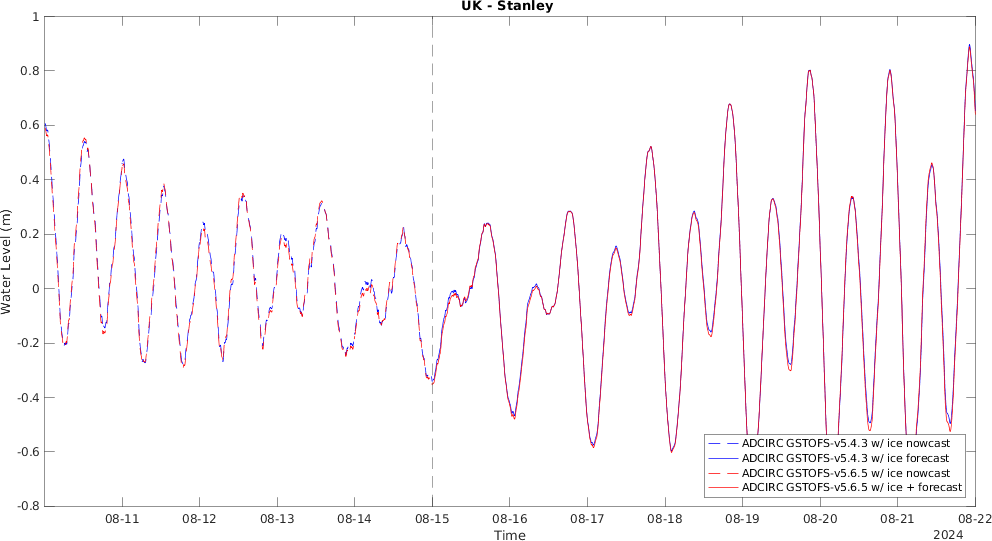 UK - Stanley
1
0.8
0.6
0.4
0.2
0
-0.2
-0.4
-0.6
-0.8
Water Level (m)
ADCIRC GSTOFS-v5.4.3 w/ ice nowcast
ADCIRC GSTOFS-v5.4.3 w/ ice forecast
ADCIRC GSTOFS-v5.6.5 w/ ice nowcast
ADCIRC GSTOFS-v5.6.5 w/ ice + forecast
08-11 08-12 08-13 08-14 08-15 08-16 08-17 08-18 08-19 08-20 08-21 08-22
Time
2024